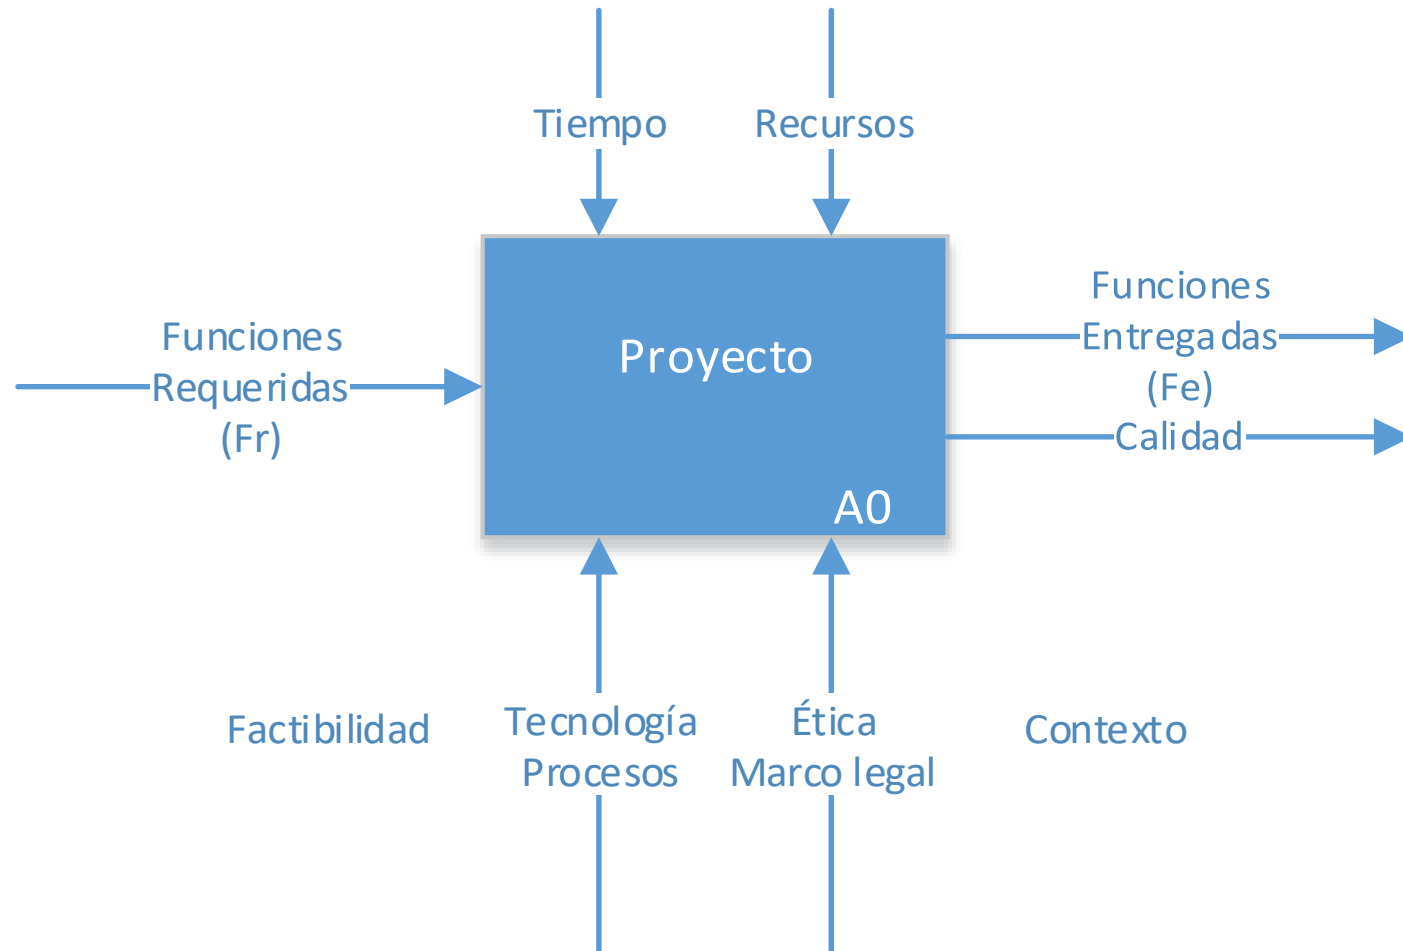 Tiempo
Recursos
Funciones
Requeridas
(Fr)
Proyecto
A0
Funciones
Entregadas
(Fe)
Calidad
Factibilidad
Tecnología
Procesos
Ética
Marco legal
Contexto